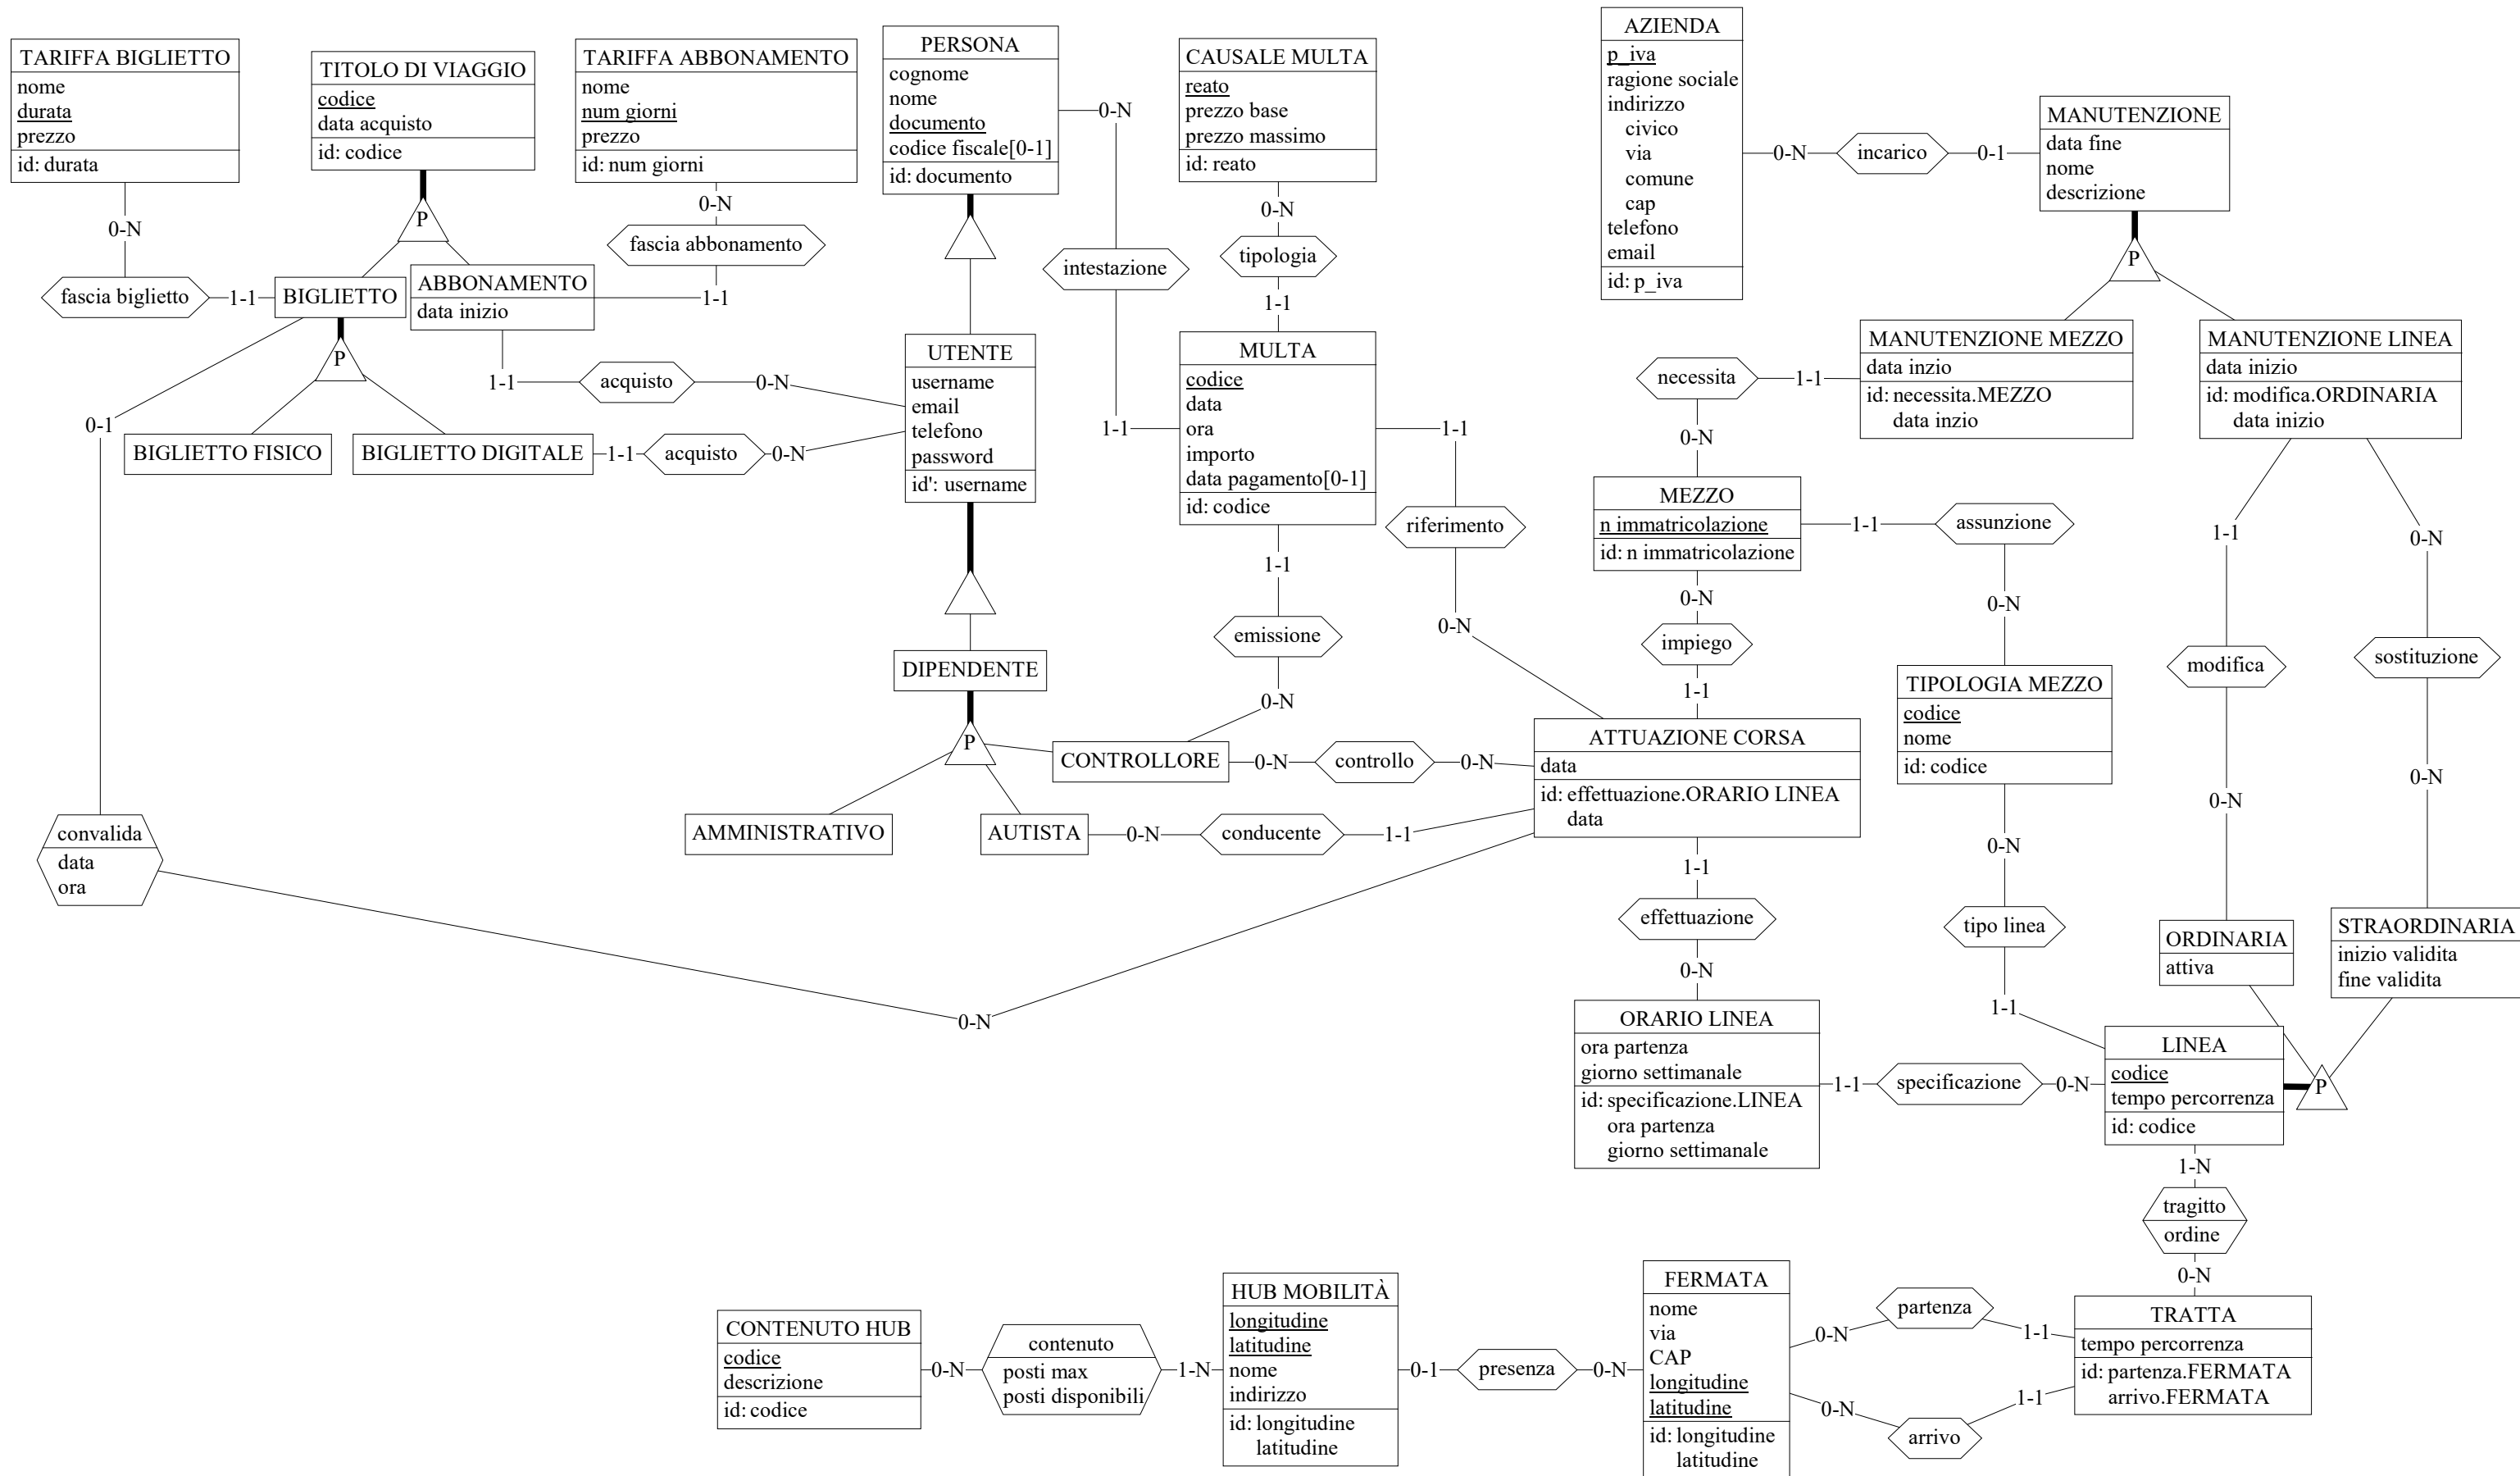 TARIFFA BIGLIETTO
nome
durata
prezzo
id: durata
TITOLO DI VIAGGIO
codice
data acquisto
id: codice
TARIFFA ABBONAMENTO
nome
num giorni
prezzo
id: num giorni
PERSONA
cognome
nome
documento
codice fiscale[0-1]
id: documento
CAUSALE MULTA
reato
prezzo base
prezzo massimo
id: reato
AZIENDA
p_iva
ragione sociale
indirizzo
civico
via
comune
cap
telefono
email
id: p_iva
0-N
incarico
0-1
MANUTENZIONE
data fine
nome
descrizione
0-N
P
0-N
fascia abbonamento
1-1
0-N
intestazione
1-1
0-N
tipologia
1-1
P
fascia biglietto
1-1
BIGLIETTO
ABBONAMENTO
data inizio
P
1-1
acquisto
0-N
0-1
BIGLIETTO FISICO
BIGLIETTO DIGITALE
1-1
acquisto
0-N
UTENTE
username
email
telefono
password
id': username
MULTA
codice
data
ora
importo
data pagamento[0-1]
id: codice
1-1
riferimento
0-N
necessita
1-1
0-N
MANUTENZIONE MEZZO
data inzio
id: necessita.MEZZO
data inzio
MANUTENZIONE LINEA
data inizio
id: modifica.ORDINARIA
data inizio
MEZZO
n immatricolazione
id: n immatricolazione
1-1
assunzione
0-N
1-1
modifica
0-N
0-N
sostituzione
0-N
1-1
emissione
0-N
0-N
impiego
1-1
DIPENDENTE
P
CONTROLLORE
0-N
controllo
0-N
AMMINISTRATIVO
AUTISTA
0-N
conducente
1-1
ATTUAZIONE CORSA
data
id: effettuazione.ORARIO LINEA
data
TIPOLOGIA MEZZO
codice
nome
id: codice
0-N
tipo linea
1-1
convalida
data
ora
0-N
1-1
effettuazione
0-N
ORDINARIA
attiva
STRAORDINARIA
inizio validita
fine validita
ORARIO LINEA
ora partenza
giorno settimanale
id: specificazione.LINEA
ora partenza
giorno settimanale
1-1
specificazione
0-N
LINEA
codice
tempo percorrenza
id: codice
P
1-N
tragitto
ordine
0-N
CONTENUTO HUB
codice
descrizione
id: codice
0-N
contenuto
posti max
posti disponibili
1-N
HUB MOBILITÀ
longitudine
latitudine
nome
indirizzo
id: longitudine
latitudine
0-1
presenza
0-N
FERMATA
nome
via
CAP
longitudine
latitudine
id: longitudine
latitudine
0-N
partenza
1-1
0-N
arrivo
1-1
TRATTA
tempo percorrenza
id: partenza.FERMATA
arrivo.FERMATA